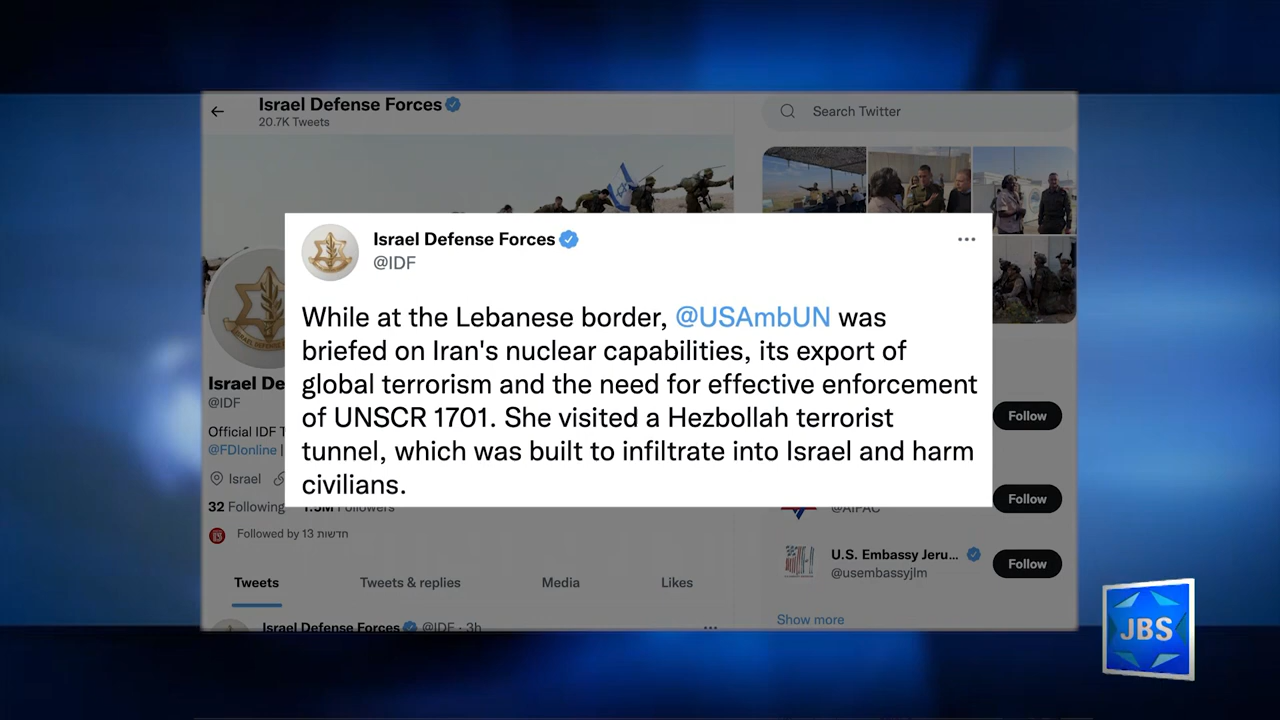 Israel Defense Forces
20.7K Tweets
Search Twitter
Israel Defense Forces
@IDF
While at the Lebanese border, @USAmbUN was
briefed on Iran's nuclear capabilities, its export of
global terrorism and the need for effective enforcement
of UNSCR 1701. She visited a Hezbollah terrorist
tunnel, which was built to infiltrate into Israel and harm
civilians.
Israel De
@IDF
Official IDF T
@FDIonline |
Israel
32 Following
Followers
Followed by 13 חדשות
Tweets
Tweets & replies
Media
Likes
Israel Defense Forces @IDF · 3h
Follow
Follow
@AIPAC
U.S. Embassy Jeru...
@usembassyjlm
Follow
Show more
JBS